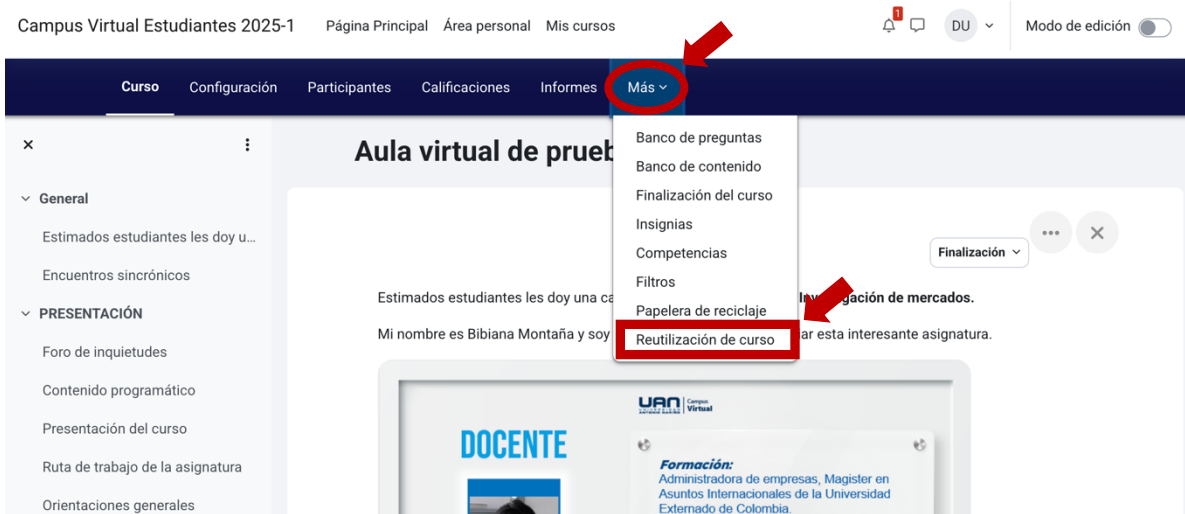 Campus Virtual Estudiantes 2025-1 Página Principal Área personal Mis cursos 1 DU Modo de edición
Curso Configuración Participantes Calificaciones Informes Más
Aula virtual de prueb
General
Estimados estudiantes les doy u...
Encuentros sincrónicos
PRESENTACIÓN
Foro de inquietudes
Contenido programático
Presentación del curso
Ruta de trabajo de la asignatura
Orientaciones generales
Banco de preguntas
Banco de contenido
Finalización del curso
Insignias
Competencias
Filtros
Papelera de reciclaje
Reutilización de curso
Finalización
Estimados estudiantes les doy una ca gación de mercados.
Mi nombre es Bibiana Montaña y soy ar esta interesante asignatura.
UAN Campus
Virtual
DOCENTE
Formación:
Administradora de empresas, Magister en
Asuntos Internacionales de la Universidad
Externado de Colombia.